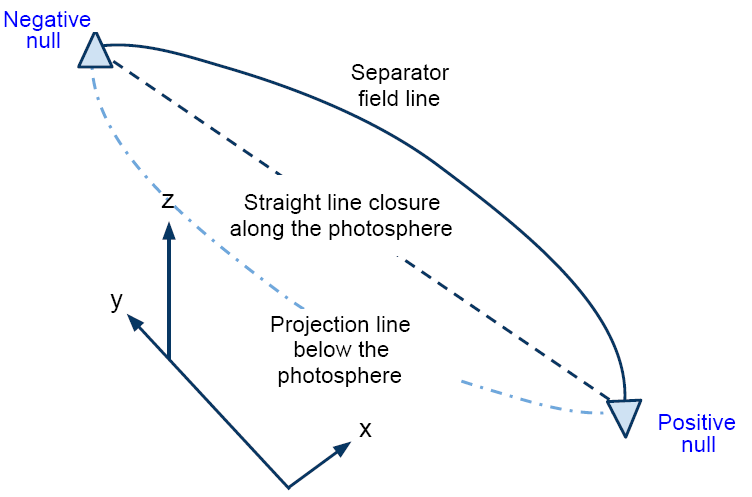 Negative
null
Separator
field line
Straight line closure
along the photosphere
z
y
Projection line
below the
photosphere
x
Positive
null